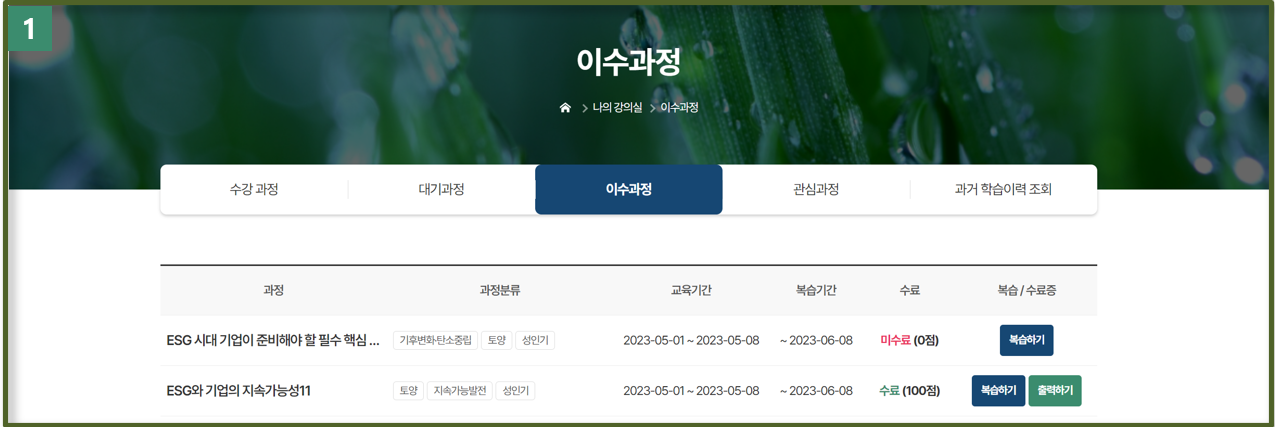 1
이수과정
나의 강의실 이수과정
수강 과정 대기과정 이수과정 관심과정 과거 학습이력 조회
과정 과정분류 교육기간 복습기간 수료 복습 / 수료증
ESG 시대 기업이 준비해야 할 필수 핵심 ... 기후변화·탄소중립 토양 성인기 2023-05-01 ~ 2023-05-08 ~ 2023-06-08 미수료 (0점) 복습하기
ESG와 기업의 지속가능성11 토양 지속가능발전 성인기 2023-05-01 ~ 2023-05-08 ~ 2023-06-08 수료 (100점) 복습하기 출력하기